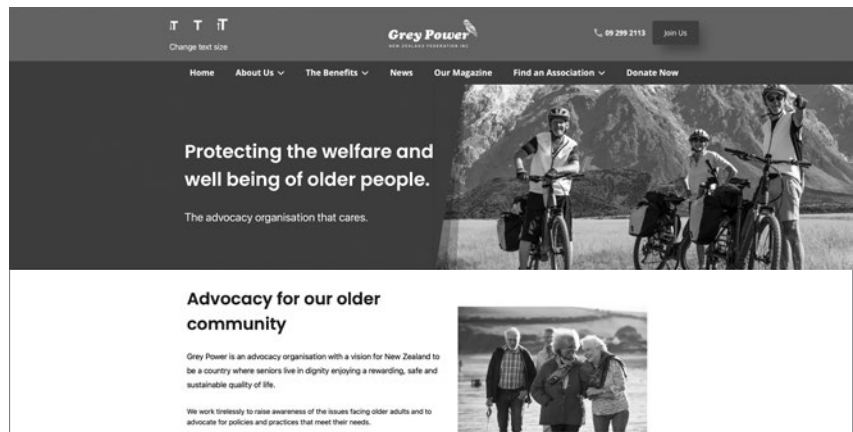 T T T
Change text size
Grey Power
NEW ZEALAND FEDERATION INC
09 299 2113
Join Us
Home About Us The Benefits News Our Magazine Find an Association Donate Now
Protecting the welfare and
well being of older people.
The advocacy organisation that cares.
Advocacy for our older
community
Grey Power is an advocacy organisation with a vision for New Zealand to
be a country where seniors live in dignity enjoying a rewarding, safe and
sustainable quality of life.
We work tirelessly to raise awareness of the issues facing older adults and to
advocate for policies and practices that meet their needs.